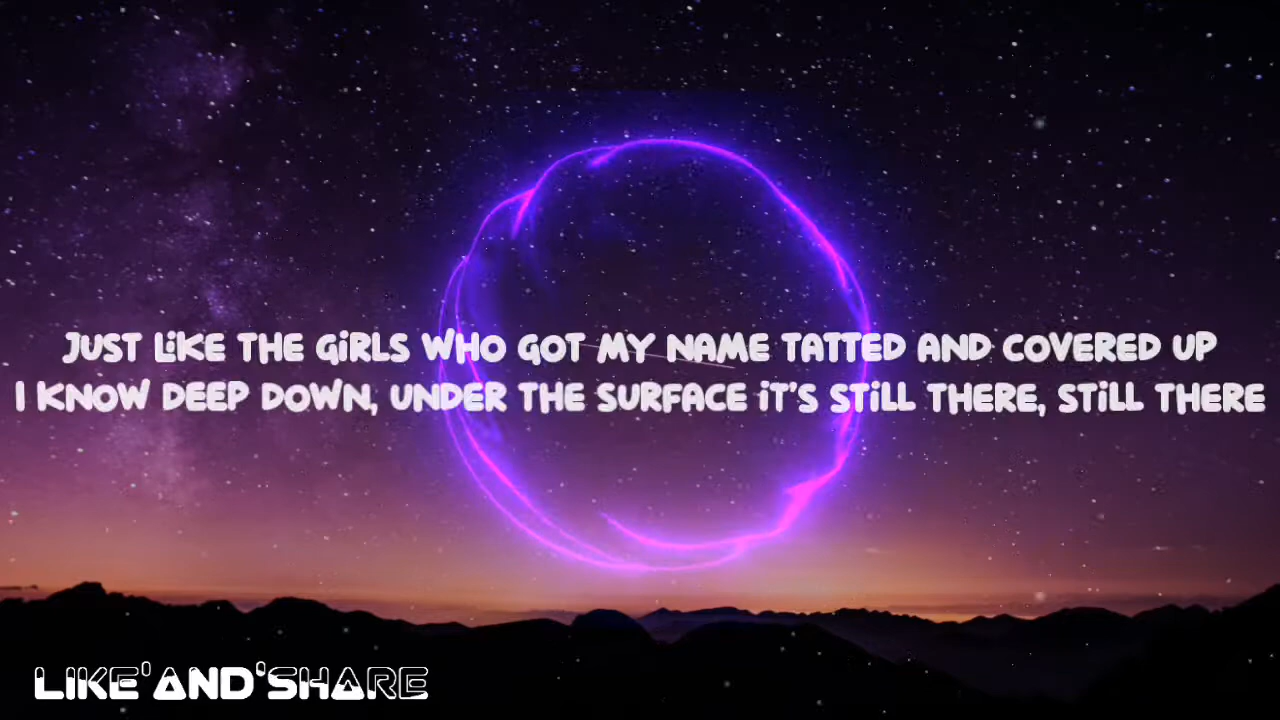 JUST LIKE THE GIRLS WHO GOT MY NAME TATTED AND COVERED UP
I KNOW DEEP DOWN, UNDER THE SURFACE IT'S STILL THERE, STILL THERE
LIKE'AND'SHARE